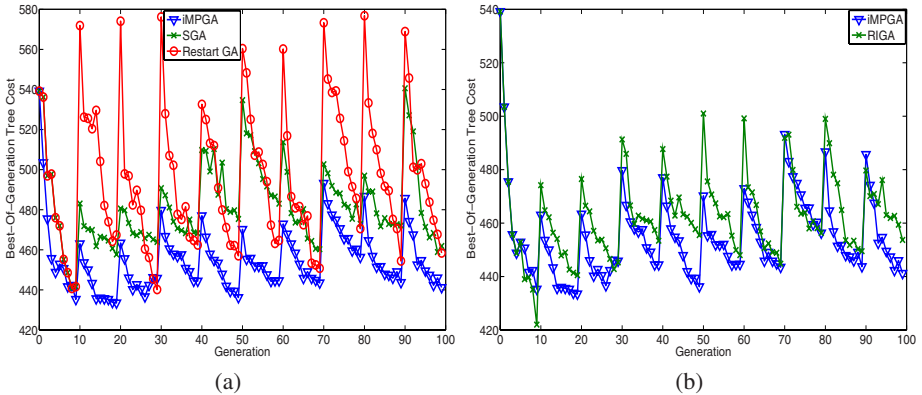 580
560
540
520
500
480
460
440
420
0 10 20 30 40 50 60 70 80 90 100
Best-Of-Generation Tree Cost
Generation
iMPGA
SGA
Restart GA
(a)
540
520
500
480
460
440
420
0 10 20 30 40 50 60 70 80 90 100
Best-Of-Generation Tree Cost
Generation
iMPGA
RIGA
(b)